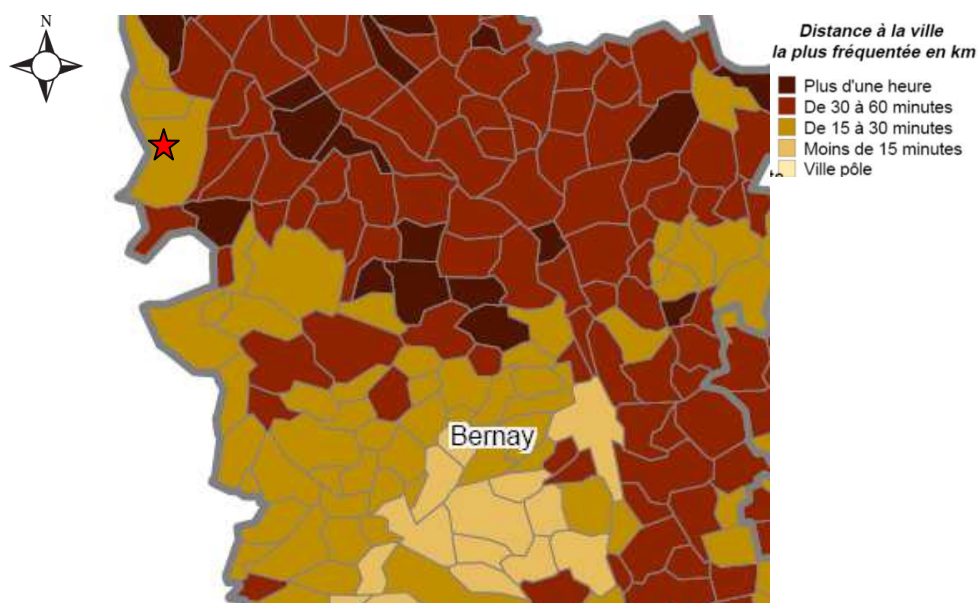 N
Distance à la ville
la plus fréquentée en km
Plus d'une heure
De 30 à 60 minutes
De 15 à 30 minutes
Moins de 15 minutes
Ville pôle
Bernay